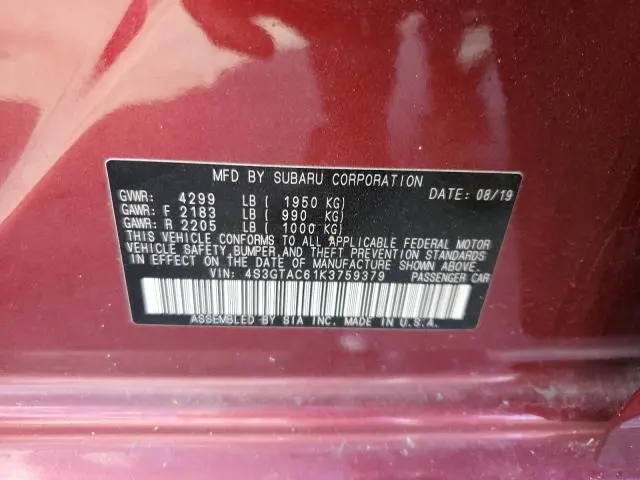 MFD BY SUBARU CORPORATION
GVWR: 4299 LB ( 1950 KG) DATE: 08/19
GAWR: F 2183 LB ( 990 KG)
GAWR: R 2205 LB ( 1000 KG)
THIS VEHICLE CONFORMS TO ALL APPLICABLE FEDERAL MOTOR
VEHICLE SAFETY, BUMPER, AND THEFT PREVENTION STANDARDS
IN EFFECT ON THE DATE OF MANUFACTURE SHOWN ABOVE.
VIN: 4S3GTAC61K3759379 PASSENGER CAR
ASSEMBLED BY SIA INC. MADE IN U.S.A.